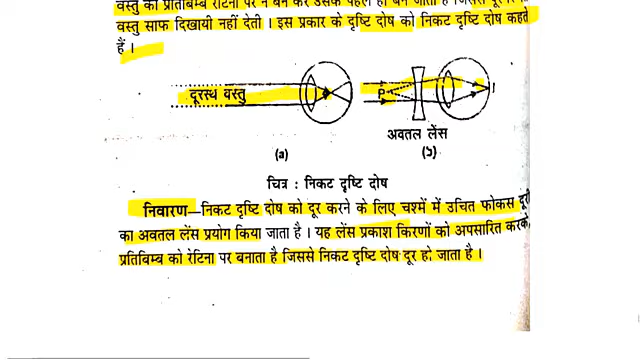 वस्तु का प्रतिबिम्ब रेटिना पर न बन कर उसके पहले ही बन जाता है जिससे
वस्तु साफ दिखायी नहीं देती । इस प्रकार के दृष्टि दोष को निकट दृष्टि दोष कहते
हैं ।
दूरस्थ वस्तु
P
I
अवतल लेंस
(a)
(b)
चित्र : निकट दृष्टि दोष
निवारण—निकट दृष्टि दोष को दूर करने के लिए चश्में में उचित फोकस दूरी
का अवतल लेंस प्रयोग किया जाता है । यह लेंस प्रकाश किरणों को अपसारित करके
प्रतिबिम्ब को रेटिना पर बनाता है जिससे निकट दृष्टि दोष दूर हो जाता है ।